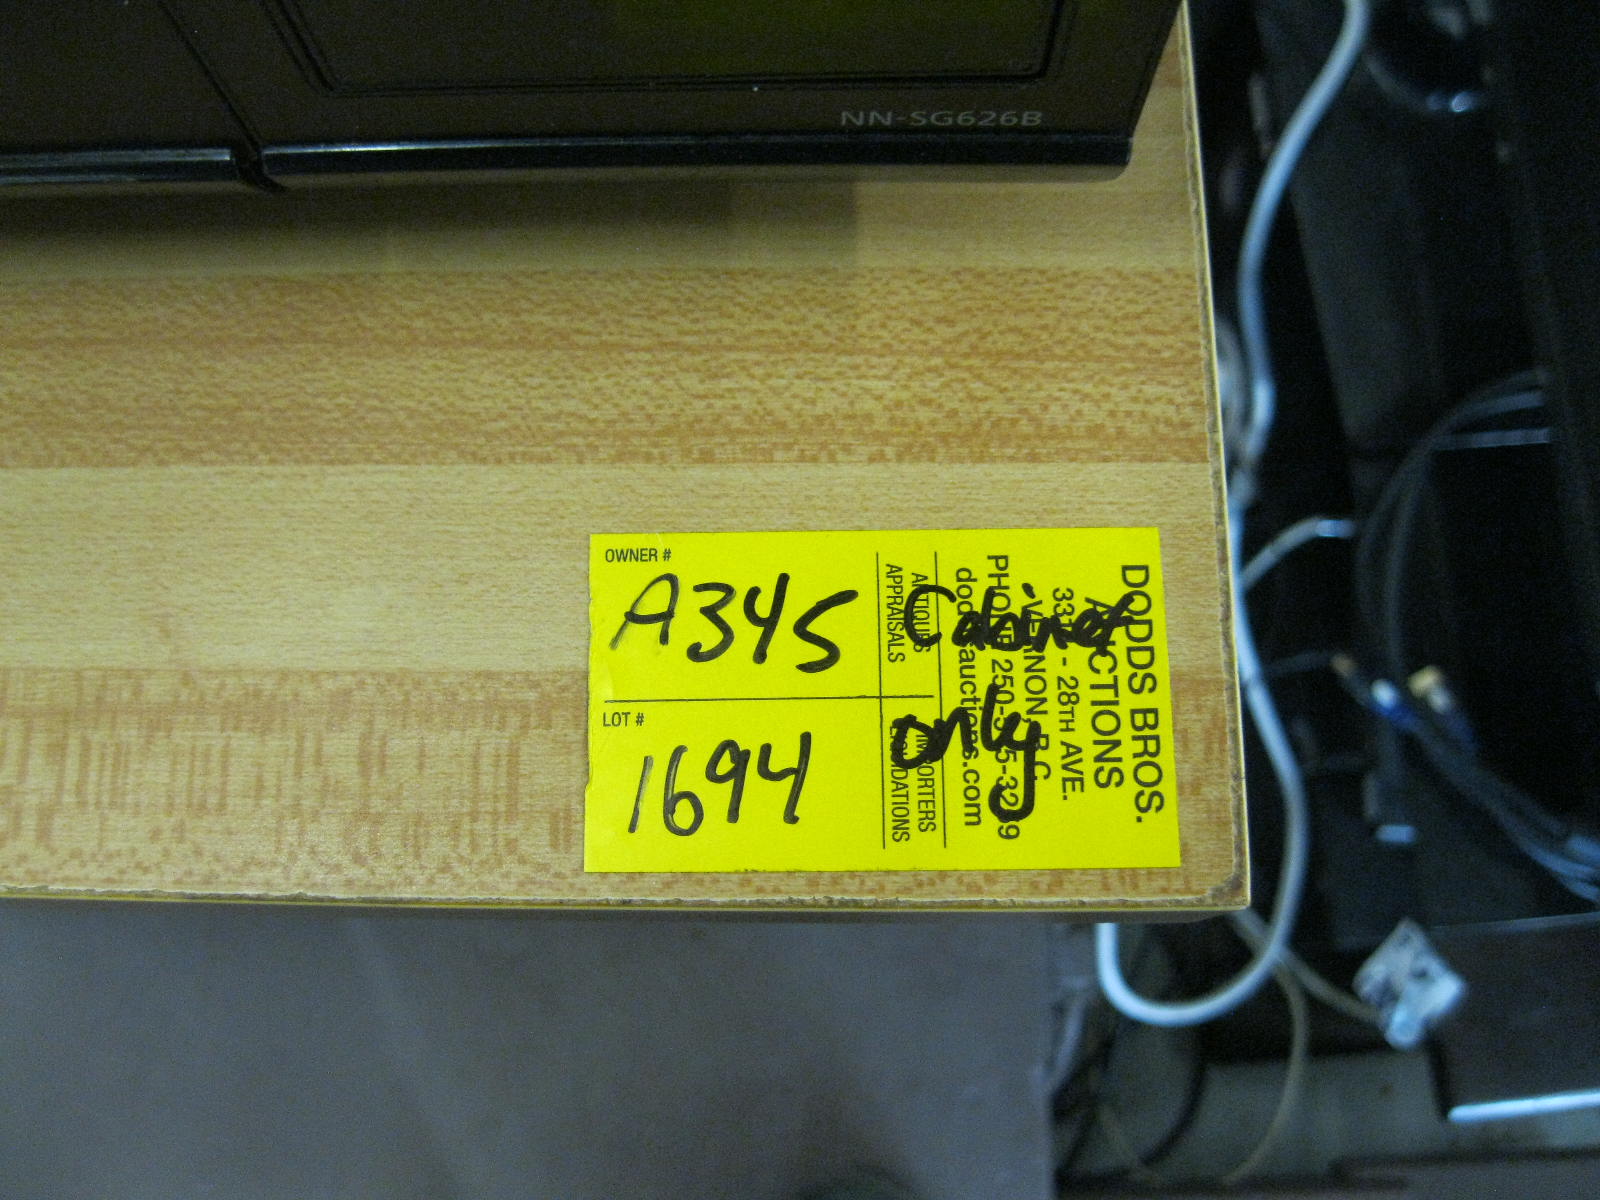 NN-SG626B
OWNER #
A345
LOT #
1694
Cabinet
only
DODDS BROS.
AUCTIONS
28TH AVE.
VERNON, B.C.
PHONE
doddsauctions.com
ANTIQUES
APPRAISALS
IMPORTERS
LIQUIDATIONS